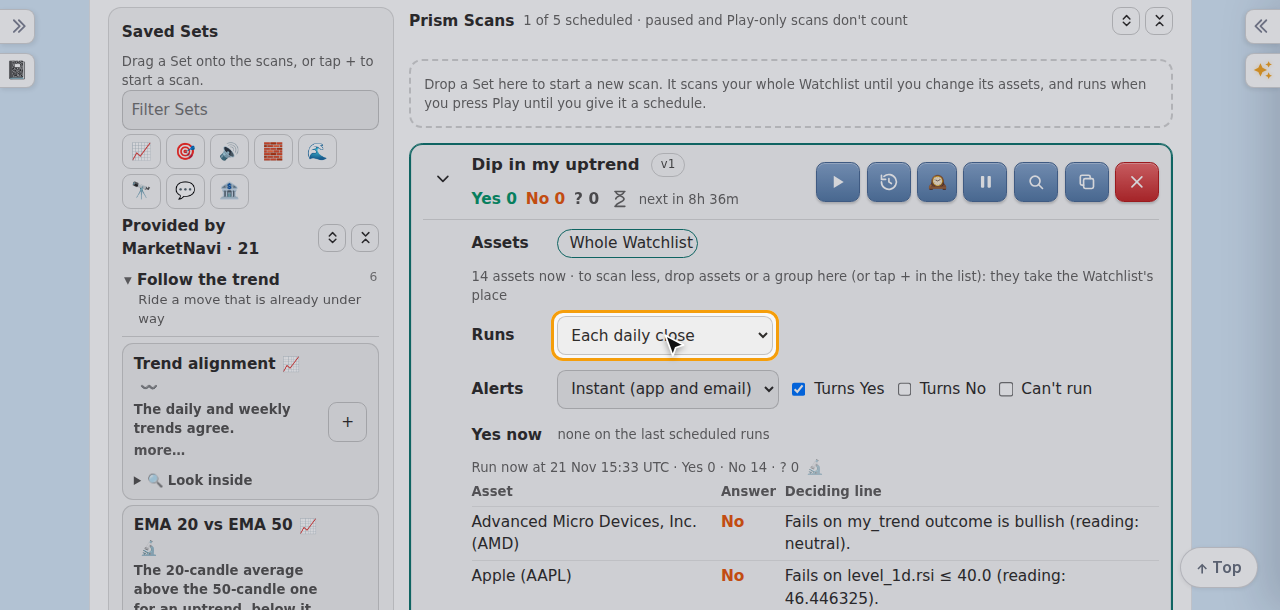 Saved Sets
Drag a Set onto the scans, or tap + to
start a scan.
Filter Sets
Provided by
MarketNavi · 21
Follow the trend 6
Ride a move that is already under
way
Trend alignment
The daily and weekly
trends agree.
more...
+
Look inside
EMA 20 vs EMA 50
The 20-candle average
above the 50-candle one
for an uptrend, below it
Prism Scans 1 of 5 scheduled · paused and Play-only scans don't count
Drop a Set here to start a new scan. It scans your whole Watchlist until you change its assets, and runs when
you press Play until you give it a schedule.
Dip in my uptrend v1
Yes 0 No 0 ? 0 next in 8h 36m
Assets Whole Watchlist
14 assets now · to scan less, drop assets or a group here (or tap + in the list): they take the Watchlist's
place
Runs Each daily close
Alerts Instant (app and email) Turns Yes Turns No Can't run
Yes now none on the last scheduled runs
Run now at 21 Nov 15:33 UTC · Yes 0 · No 14 · ? 0
Asset Answer Deciding line
Advanced Micro Devices, Inc. No Fails on my_trend outcome is bullish (reading:
(AMD) neutral).
Apple (AAPL) No Fails on level_1d.rsi ≤ 40.0 (reading:
46.446325).
↑ Top